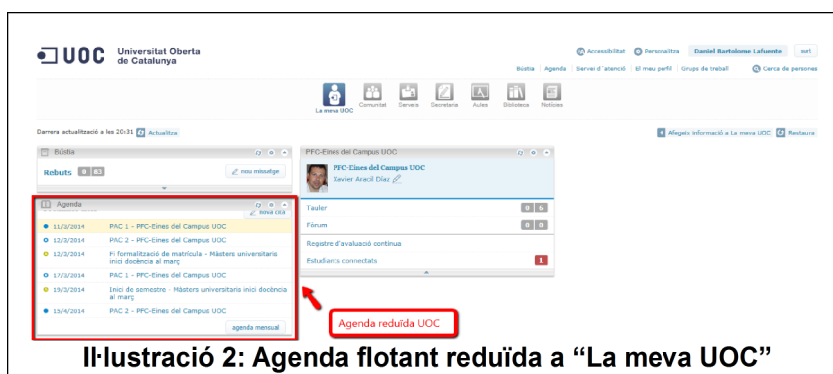 UOC Universitat Oberta de Catalunya
Accessibilitat Personalitza Daniel Bartolome Lafuente surt
Bústia Agenda Servei d'atenció El meu perfil Grups de treball Cerca de persones
La meva UOC Comunitat Serveis Secretaria Aules Biblioteca Notícies
Darrera actualització a les 20:31 Actualitza
Afegeix informació a La meva UOC Restaura
Bústia
Rebuts 0 83 nou missatge
Agenda
nova cita
11/3/2014 PAC 1 - PFC-Eines del Campus UOC
12/3/2014 PAC 2 - PFC-Eines del Campus UOC
12/3/2014 Fi formalització de matrícula - Màsters universitaris
inici docència al març
17/3/2014 PAC 1 - PFC-Eines del Campus UOC
19/3/2014 Inici de semestre - Màsters universitaris inici docència
al març
15/4/2014 PAC 2 - PFC-Eines del Campus UOC
agenda mensual
PFC-Eines del Campus UOC
PFC-Eines del Campus UOC
Xavier Aracil Díaz
Tauler 0 6
Fòrum 0 0
Registre d'avaluació contínua
Estudiants connectats 1
Agenda reduïda UOC
Il·lustració 2: Agenda flotant reduïda a “La meva UOC”